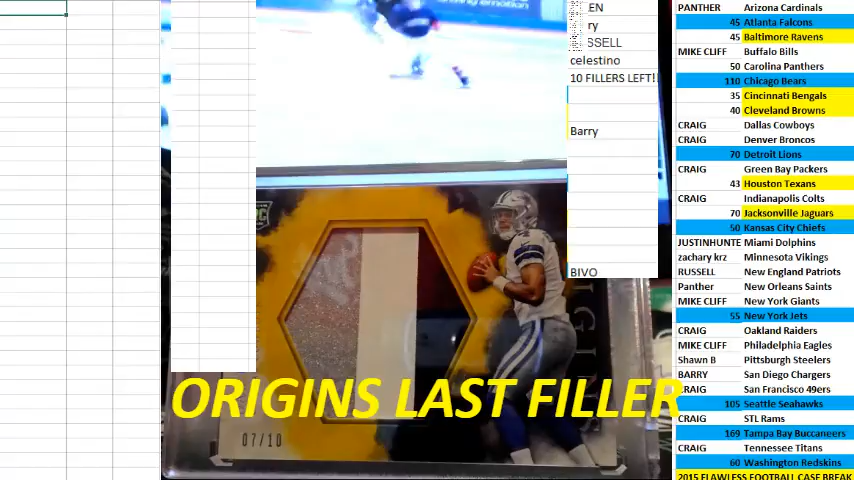 EN
ry
SSELL
celestino
10 FILLERS LEFT!!
Barry
BIVO
PANTHER Arizona Cardinals
45 Atlanta Falcons
45 Baltimore Ravens
MIKE CLIFF Buffalo Bills
50 Carolina Panthers
110 Chicago Bears
35 Cincinnati Bengals
40 Cleveland Browns
CRAIG Dallas Cowboys
CRAIG Denver Broncos
70 Detroit Lions
CRAIG Green Bay Packers
43 Houston Texans
CRAIG Indianapolis Colts
70 Jacksonville Jaguars
50 Kansas City Chiefs
JUSTINHUNTE Miami Dolphins
zachary krz Minnesota Vikings
RUSSELL New England Patriots
Panther New Orleans Saints
MIKE CLIFF New York Giants
55 New York Jets
CRAIG Oakland Raiders
MIKE CLIFF Philadelphia Eagles
Shawn B Pittsburgh Steelers
BARRY San Diego Chargers
CRAIG San Francisco 49ers
105 Seattle Seahawks
CRAIG STL Rams
169 Tampa Bay Buccaneers
CRAIG Tennessee Titans
60 Washington Redskins
2015 FLAWLESS FOOTBALL CASE BREAK
RC
IGINS
ORIGINS LAST FILLER
07/10